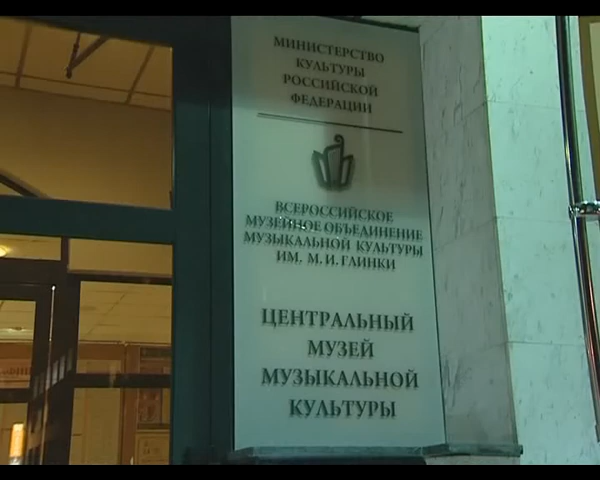 МИНИСТЕРСТВО
КУЛЬТУРЫ
РОССИЙСКОЙ
ФЕДЕРАЦИИ
ВСЕРОССИЙСКОЕ
МУЗЕЙНОЕ ОБЪЕДИНЕНИЕ
МУЗЫКАЛЬНОЙ КУЛЬТУРЫ
ИМ. М. И. ГЛИНКИ
ЦЕНТРАЛЬНЫЙ
МУЗЕЙ
МУЗЫКАЛЬНОЙ
КУЛЬТУРЫ